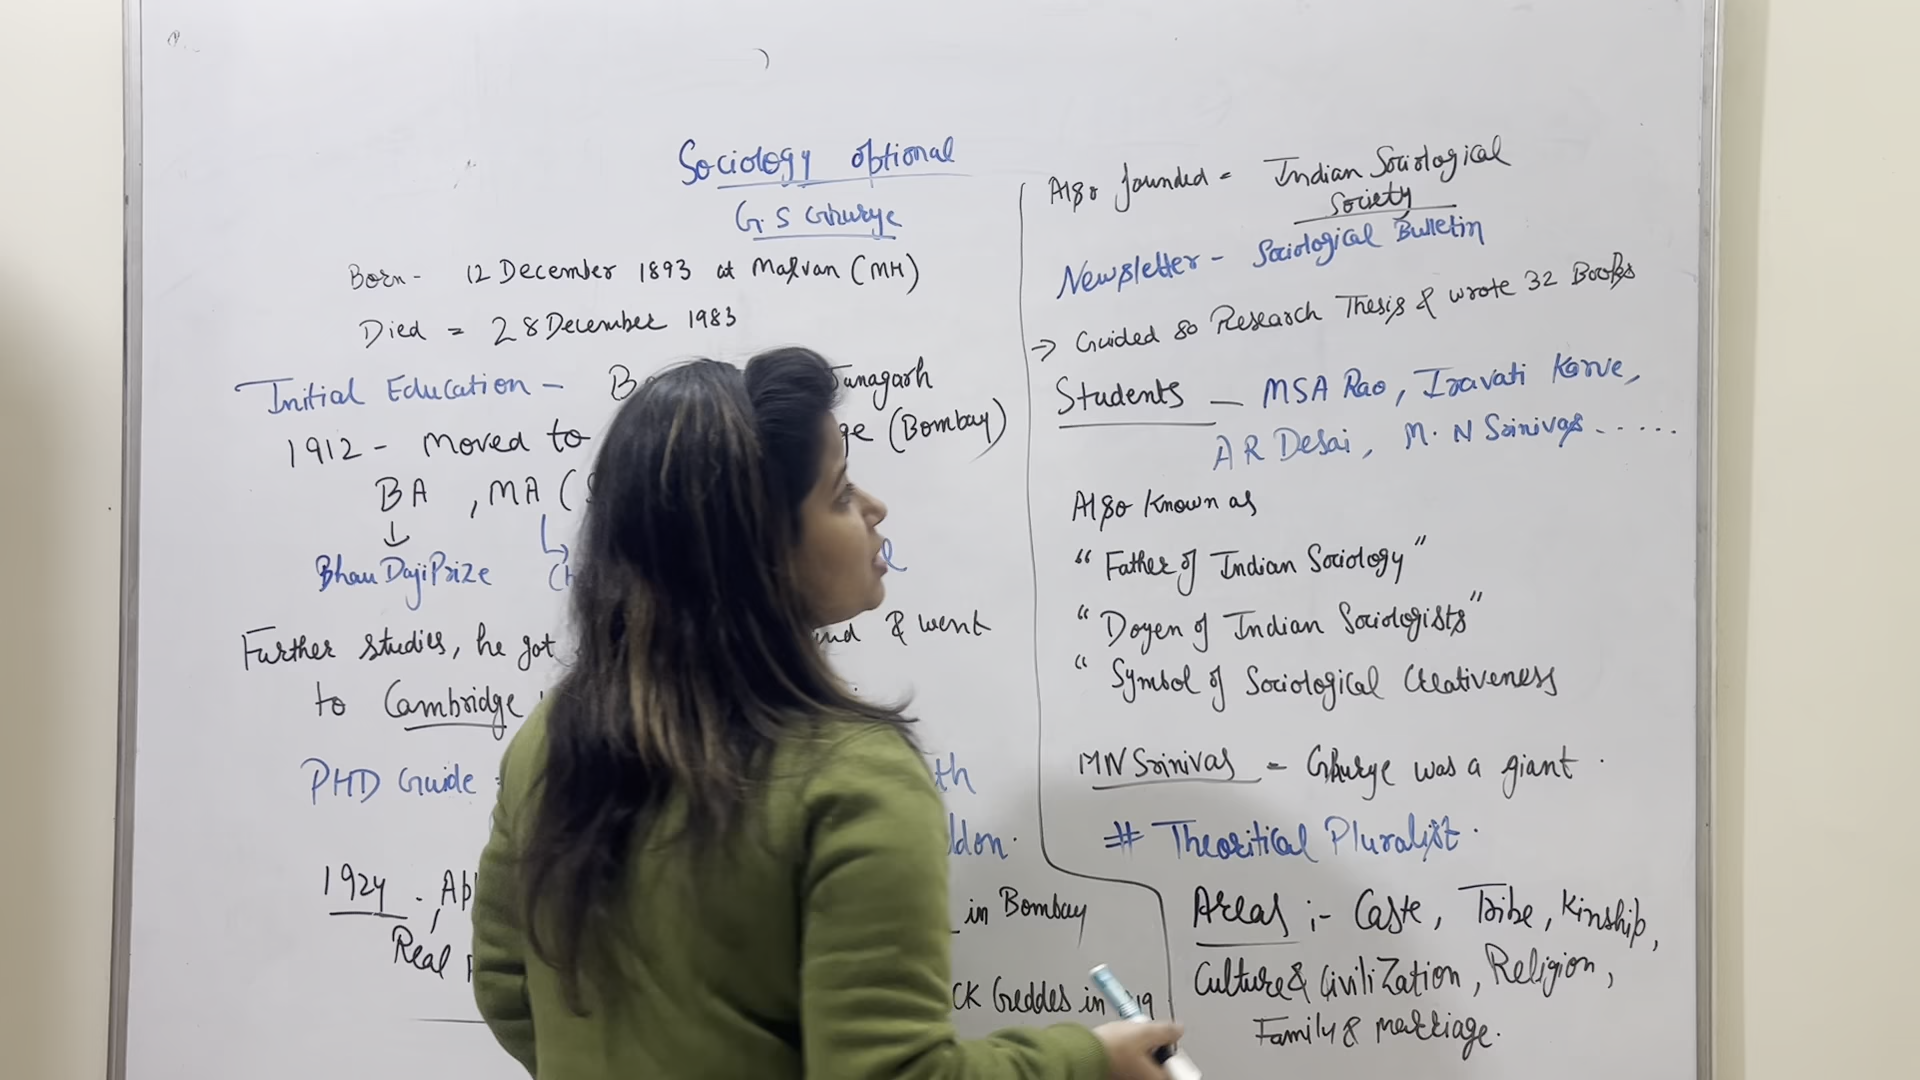 Sociology optional
G. S Ghurye
Born - 12 December 1893 at Malvan (MH)
Died = 28 December 1983
Initial Education - Junagarh
1912 - Moved to (Bombay)
BA , MA (
Bhau Daji Prize
Further studies, he got & went
to Cambridge
PHD Guide
1924 - in Bombay
Real Geddes in
Also founded = Indian Sociological
Society
Newsletter - Sociological Bulletin
→ Guided 80 Research Thesis & wrote 32 Books
Students - MSA Rao, Iravati Karve,
A R Desai, M. N Srinivas .....
Also known as
"Father of Indian Sociology"
"Doyen of Indian Sociologists"
"Symbol of Sociological Creativeness
MN Srinivas = Ghurye was a giant .
# Theoritical Pluralist .
Areas :- Caste, Tribe, Kinship,
Culture & CiviliZation, Religion,
Family & marriage.